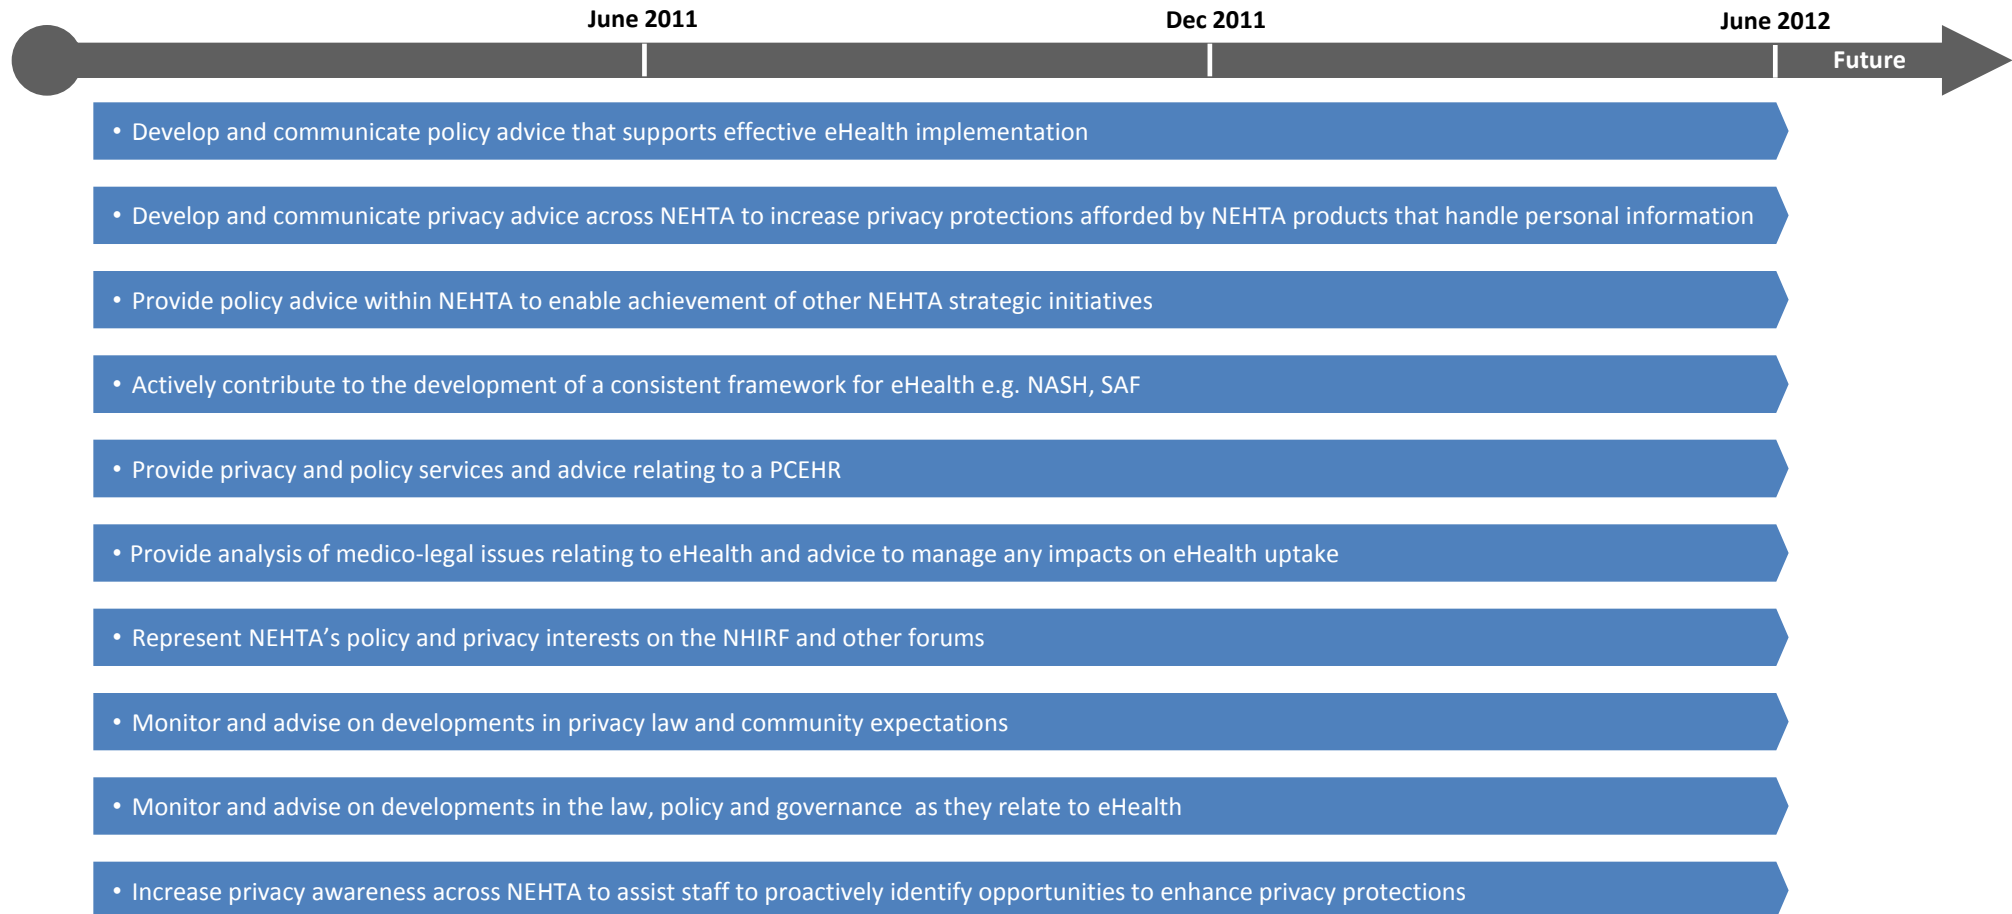 June 2011 Dec 2011 June 2012
Future
• Develop and communicate policy advice that supports effective eHealth implementation
• Develop and communicate privacy advice across NEHTA to increase privacy protections afforded by NEHTA products that handle personal information
• Provide policy advice within NEHTA to enable achievement of other NEHTA strategic initiatives
• Actively contribute to the development of a consistent framework for eHealth e.g. NASH, SAF
• Provide privacy and policy services and advice relating to a PCEHR
• Provide analysis of medico-legal issues relating to eHealth and advice to manage any impacts on eHealth uptake
• Represent NEHTA’s policy and privacy interests on the NHIRF and other forums
• Monitor and advise on developments in privacy law and community expectations
• Monitor and advise on developments in the law, policy and governance  as they relate to eHealth
• Increase privacy awareness across NEHTA to assist staff to proactively identify opportunities to enhance privacy protections